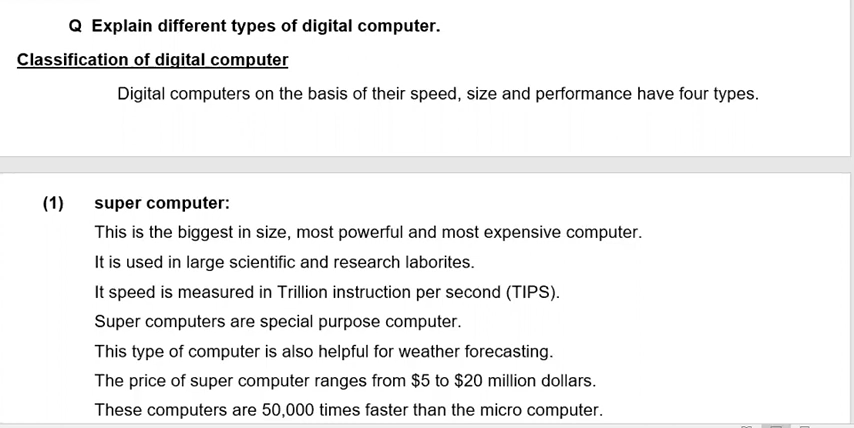 Q Explain different types of digital computer.
Classification of digital computer
Digital computers on the basis of their speed, size and performance have four types.
(1) super computer:
This is the biggest in size, most powerful and most expensive computer.
It is used in large scientific and research laborites.
It speed is measured in Trillion instruction per second (TIPS).
Super computers are special purpose computer.
This type of computer is also helpful for weather forecasting.
The price of super computer ranges from $5 to $20 million dollars.
These computers are 50,000 times faster than the micro computer.